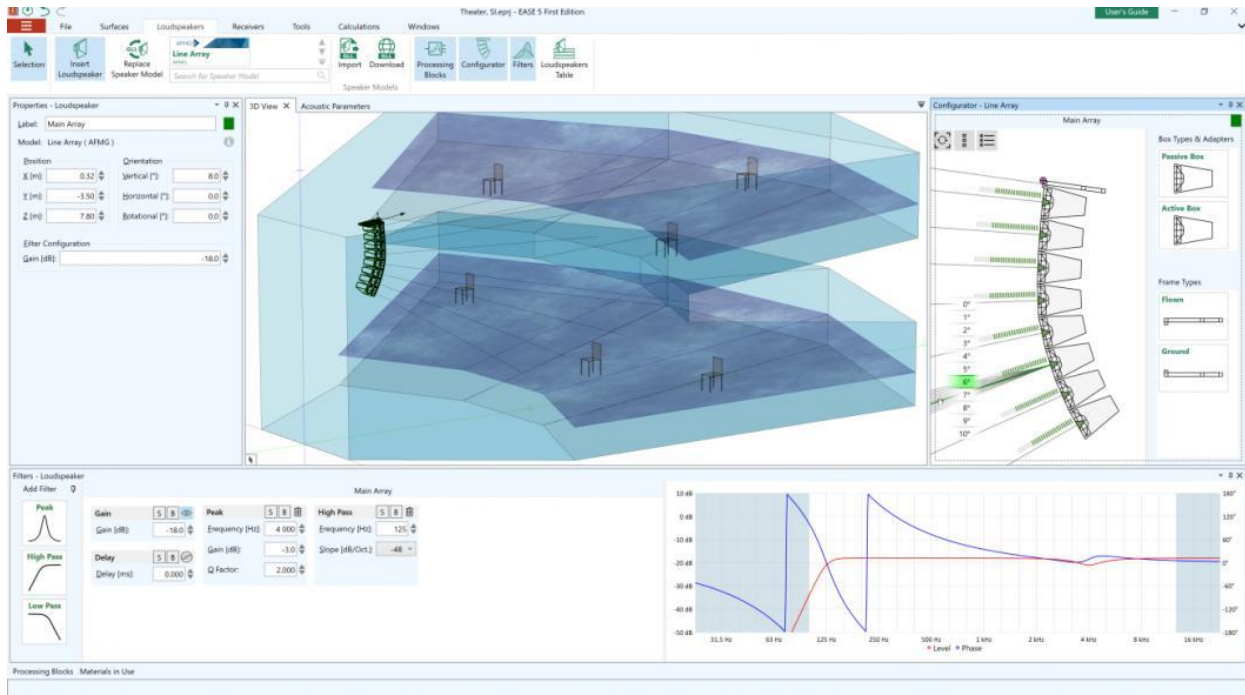 Theater, SI.eprj - EASE 5 First Edition
User's Guide
File Surfaces Loudspeakers Receivers Tools Calculations Windows
Selection
Insert Loudspeaker
Replace Speaker Model
AFMG
Line Array
AFMG
Search for Speaker Model
GLL
Import
GLL
Download
Speaker Models
Processing Blocks
Configurator
Filters
Loudspeakers Table
Properties - Loudspeaker
Label: Main Array
Model: Line Array ( AFMG )
Position
X [m]: 0.32
Y [m]: -3.50
Z [m]: 7.80
Orientation
Vertical [°]: 8.0
Horizontal [°]: 0.0
Rotational [°]: 0.0
Filter Configuration
Gain [dB]: -18.0
3D View Acoustic Parameters
Configurator - Line Array
Main Array
0°
1°
2°
3°
4°
5°
6°
7°
8°
9°
10°
Box Types & Adapters
Passive Box
Active Box
Frame Types
Flown
Ground
Filters - Loudspeaker
Add Filter
Peak
High Pass
Low Pass
Main Array
Gain S B
Gain [dB]: -18.0
Delay S B
Delay [ms]: 0.000
Peak S B
Frequency [Hz]: 4 000
Gain [dB]: -3.0
Q Factor: 2.000
High Pass S B
Frequency [Hz]: 125
Slope [dB/Oct.]: -48
10 dB
0 dB
-10 dB
-20 dB
-30 dB
-40 dB
-50 dB
180°
120°
60°
0°
-60°
-120°
-180°
31.5 Hz 63 Hz 125 Hz 250 Hz 500 Hz 1 kHz 2 kHz 4 kHz 8 kHz 16 kHz
Level Phase
Processing Blocks Materials in Use